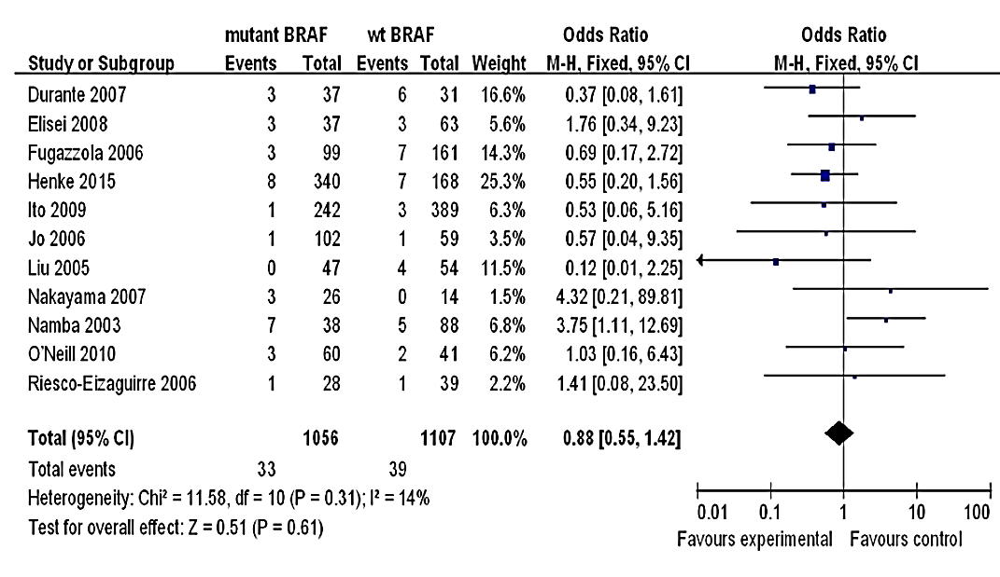 mutant BRAF wt BRAF Odds Ratio Odds Ratio
Study or Subgroup Events Total Events Total Weight M-H, Fixed, 95% CI M-H, Fixed, 95% CI
Durante 2007 3 37 6 31 16.6% 0.37 [0.08, 1.61]
Elisei 2008 3 37 3 63 5.6% 1.76 [0.34, 9.23]
Fugazzola 2006 3 99 7 161 14.3% 0.69 [0.17, 2.72]
Henke 2015 8 340 7 168 25.3% 0.55 [0.20, 1.56]
Ito 2009 1 242 3 389 6.3% 0.53 [0.06, 5.16]
Jo 2006 1 102 1 59 3.5% 0.57 [0.04, 9.35]
Liu 2005 0 47 4 54 11.5% 0.12 [0.01, 2.25]
Nakayama 2007 3 26 0 14 1.5% 4.32 [0.21, 89.81]
Namba 2003 7 38 5 88 6.8% 3.75 [1.11, 12.69]
O'Neill 2010 3 60 2 41 6.2% 1.03 [0.16, 6.43]
Riesco-Eizaguirre 2006 1 28 1 39 2.2% 1.41 [0.08, 23.50]
Total (95% CI) 1056 1107 100.0% 0.88 [0.55, 1.42]
Total events 33 39
Heterogeneity: Chi² = 11.58, df = 10 (P = 0.31); I² = 14%
Test for overall effect: Z = 0.51 (P = 0.61)
0.01 0.1 1 10 100
Favours experimental Favours control